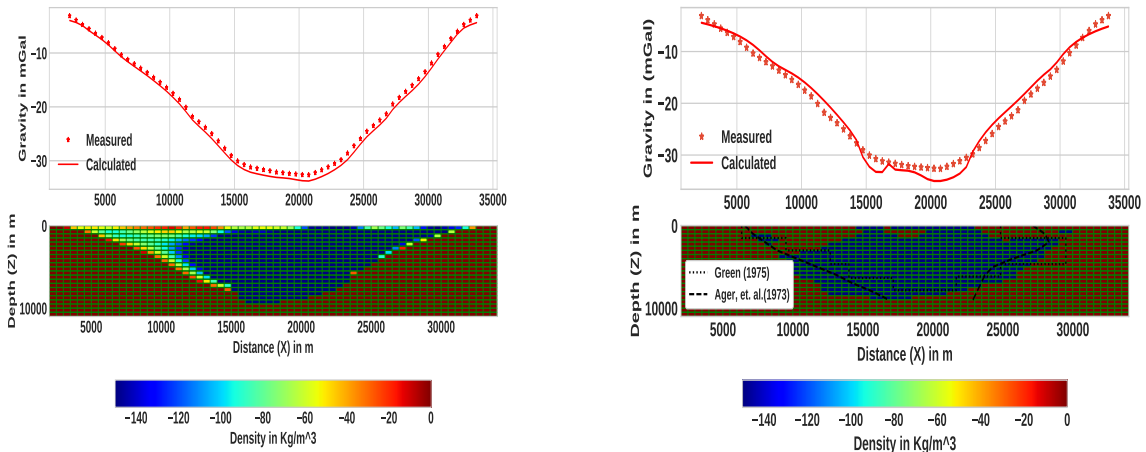 Gravity in mGal
−10
−20
−30
Measured
Calculated
5000 10000 15000 20000 25000 30000 35000
Depth (Z) in m
0
10000
5000 10000 15000 20000 25000 30000
Distance (X) in m
−140 −120 −100 −80 −60 −40 −20 0
Density in Kg/m^3
Gravity in (mGal)
−10
−20
−30
Measured
Calculated
5000 10000 15000 20000 25000 30000 35000
Depth (Z) in m
0
10000
Green (1975)
Ager, et. al.(1973)
5000 10000 15000 20000 25000 30000
Distance (X) in m
−140 −120 −100 −80 −60 −40 −20 0
Density in Kg/m^3